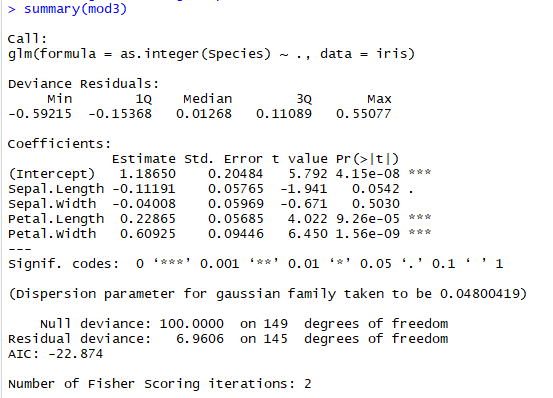 > summary(mod3)
Call:
glm(formula = as.integer(Species) ~ ., data = iris)
Deviance Residuals:
     Min        1Q    Median        3Q       Max
-0.59215  -0.15368   0.01268   0.11089   0.55077
Coefficients:
             Estimate Std. Error t value Pr(>|t|)
(Intercept)   1.18650    0.20484   5.792 4.15e-08 ***
Sepal.Length -0.11191    0.05765  -1.941   0.0542 .
Sepal.Width  -0.04008    0.05969  -0.671   0.5030
Petal.Length  0.22865    0.05685   4.022 9.26e-05 ***
Petal.Width   0.60925    0.09446   6.450 1.56e-09 ***
---
Signif. codes:  0 ‘***’ 0.001 ‘**’ 0.01 ‘*’ 0.05 ‘.’ 0.1 ‘ ’ 1
(Dispersion parameter for gaussian family taken to be 0.04800419)
    Null deviance: 100.0000  on 149  degrees of freedom
Residual deviance:   6.9606  on 145  degrees of freedom
AIC: -22.874
Number of Fisher Scoring iterations: 2